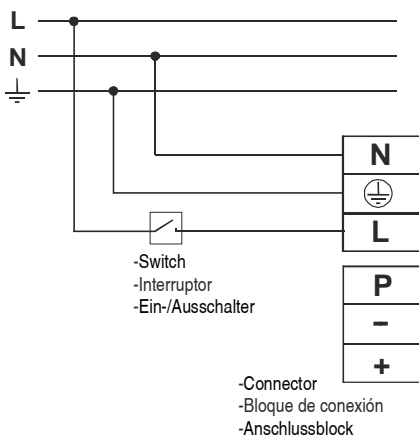 L
N
N
L
-Switch
-Interruptor
-Ein-/Ausschalter
P
-
+
-Connector
-Bloque de conexión
-Anschlussblock